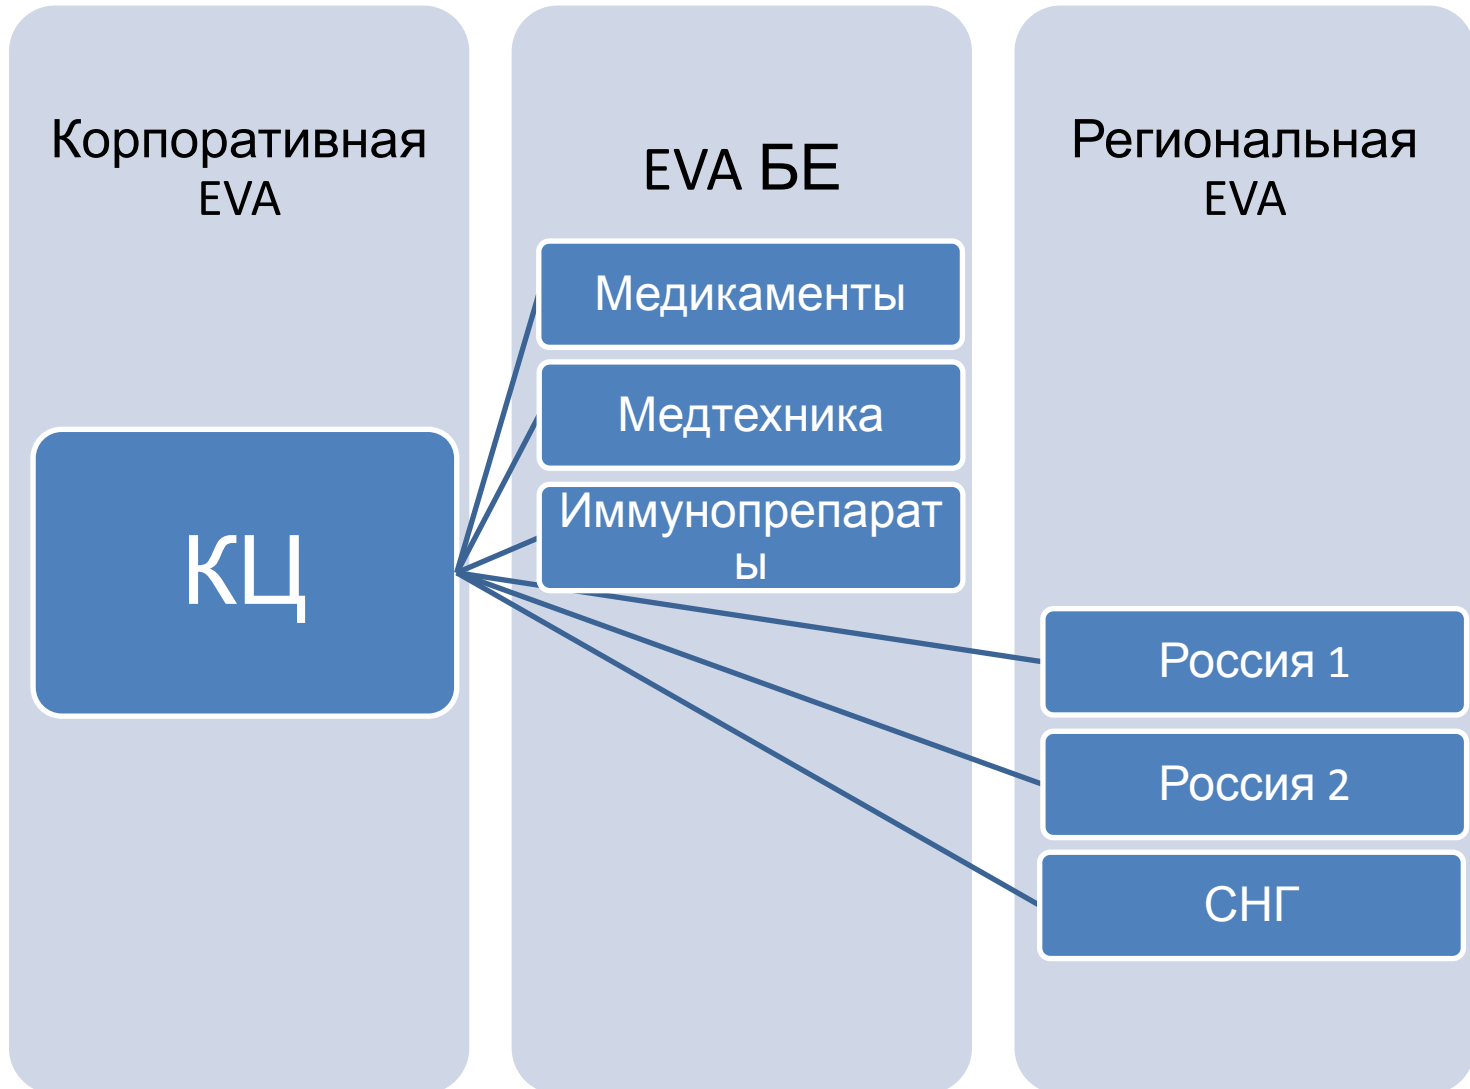 Корпоративная
EVA
КЦ
EVA БЕ
Медикаменты
Медтехника
Иммунопрепарат
ы
Региональная
EVA
Россия 1
Россия 2
СНГ